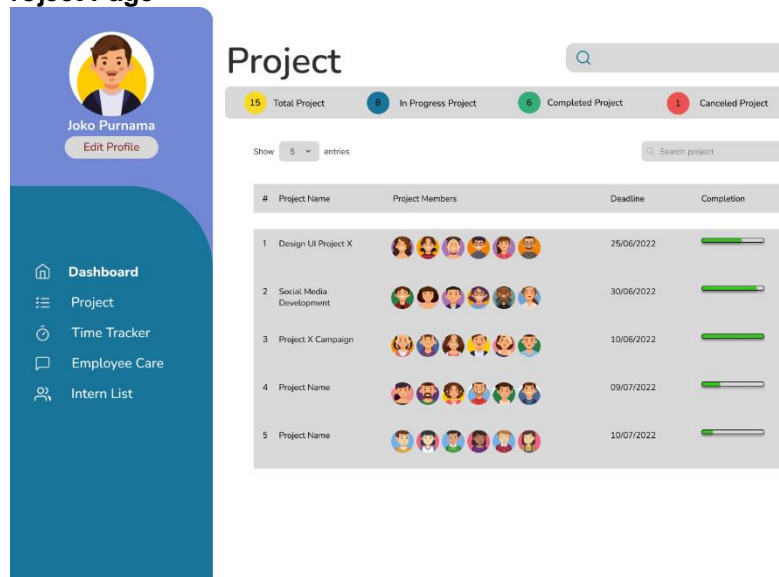 roject Page
Joko Purnama
Edit Profile
Dashboard
Project
Time Tracker
Employee Care
Intern List
Project
15 Total Project 8 In Progress Project 6 Completed Project 1 Canceled Project
Show 5 entries Search project
# Project Name Project Members Deadline Completion
1 Design UI Project X 25/06/2022
2 Social Media 30/06/2022
Development
3 Project X Campaign 10/06/2022
4 Project Name 09/07/2022
5 Project Name 10/07/2022